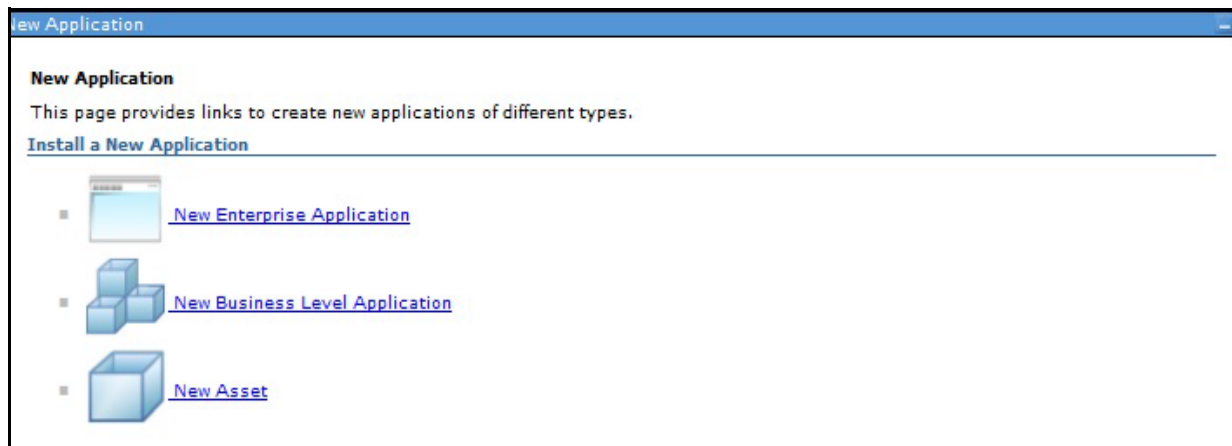 New Application
New Application
This page provides links to create new applications of different types.
Install a New Application
New Enterprise Application
New Business Level Application
New Asset